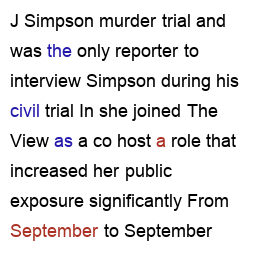 J Simpson murder trial and
was the only reporter to
interview Simpson during his
civil trial In she joined The
View as a co host a role that
increased her public
exposure significantly From
September to September